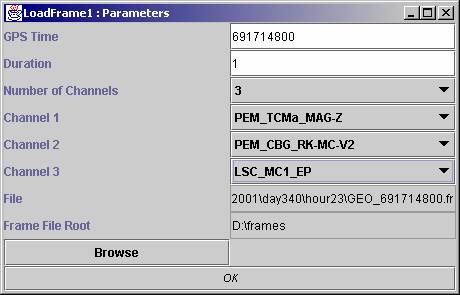 LoadFrame1 : Parameters
GPS Time 691714800
Duration 1
Number of Channels 3
Channel 1 PEM_TCMa_MAG-Z
Channel 2 PEM_CBG_RK-MC-V2
Channel 3 LSC_MC1_EP
File 2001\day340\hour23\GEO_691714800.fr
Frame File Root D:\frames
Browse
OK